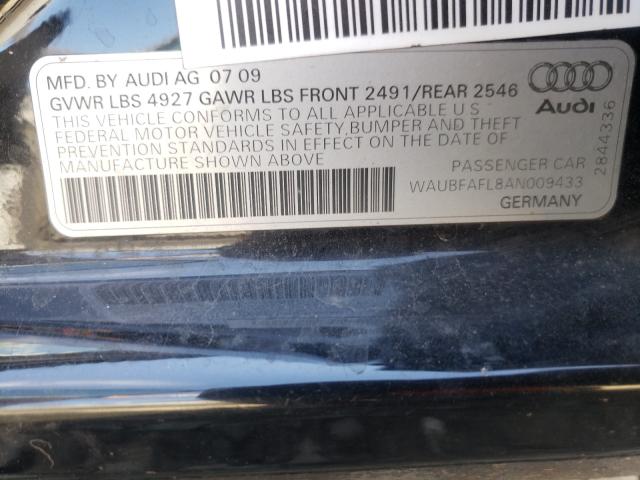 MFD. BY AUDI AG 07 09
GVWR LBS 4927 GAWR LBS FRONT 2491/REAR 2546
THIS VEHICLE CONFORMS TO ALL APPLICABLE U S
FEDERAL MOTOR VEHICLE SAFETY, BUMPER AND THEFT
PREVENTION STANDARDS IN EFFECT ON THE DATE OF
MANUFACTURE SHOWN ABOVE
Audi
PASSENGER CAR
WAUBFAFL8AN009433
GERMANY
2844336